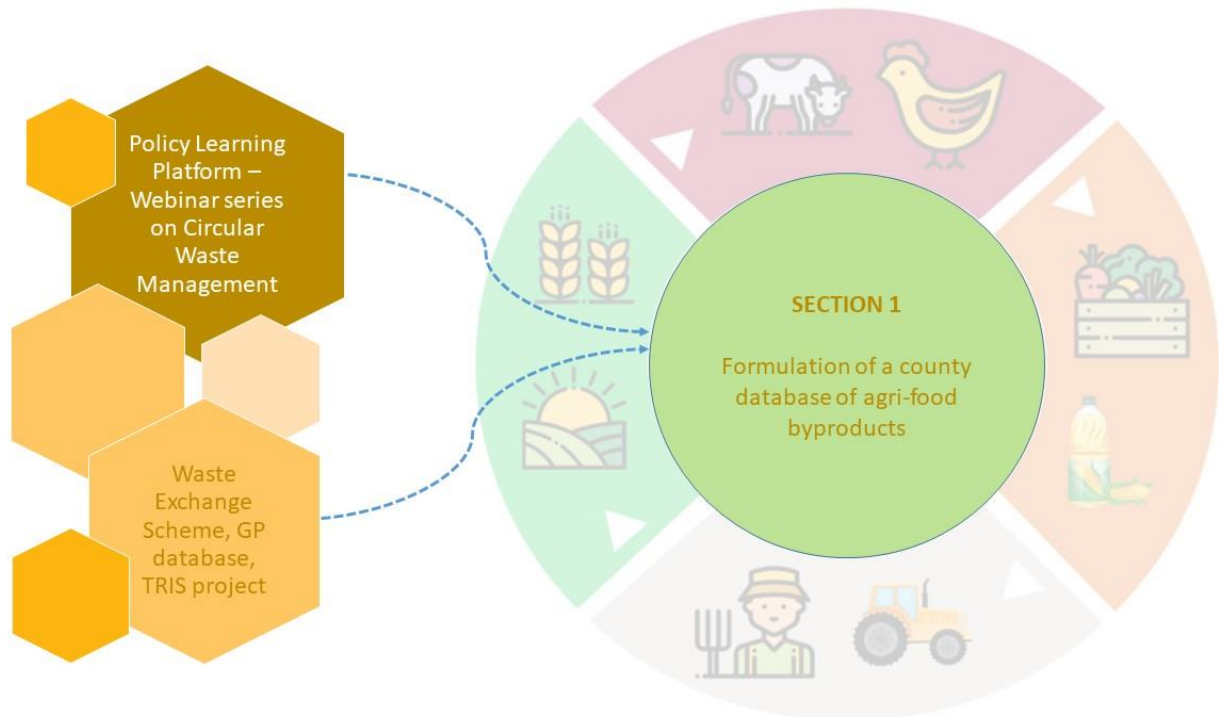 Policy Learning
Platform –
Webinar series
on Circular
Waste
Management
Waste
Exchange
Scheme, GP
database,
TRIS project
SECTION 1
Formulation of a county
database of agri-food
byproducts